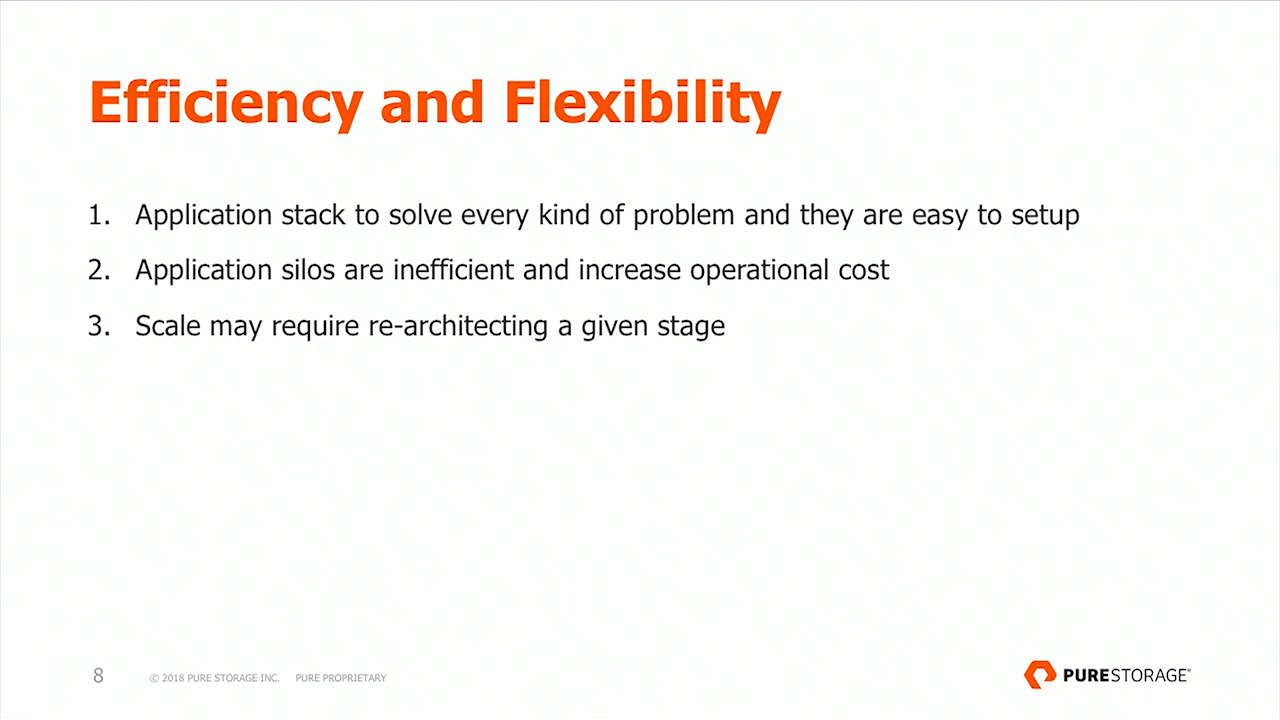 Efficiency and Flexibility
1. Application stack to solve every kind of problem and they are easy to setup
2. Application silos are inefficient and increase operational cost
3. Scale may require re-architecting a given stage
8 © 2018 PURE STORAGE INC. PURE PROPRIETARY
PURESTORAGE®